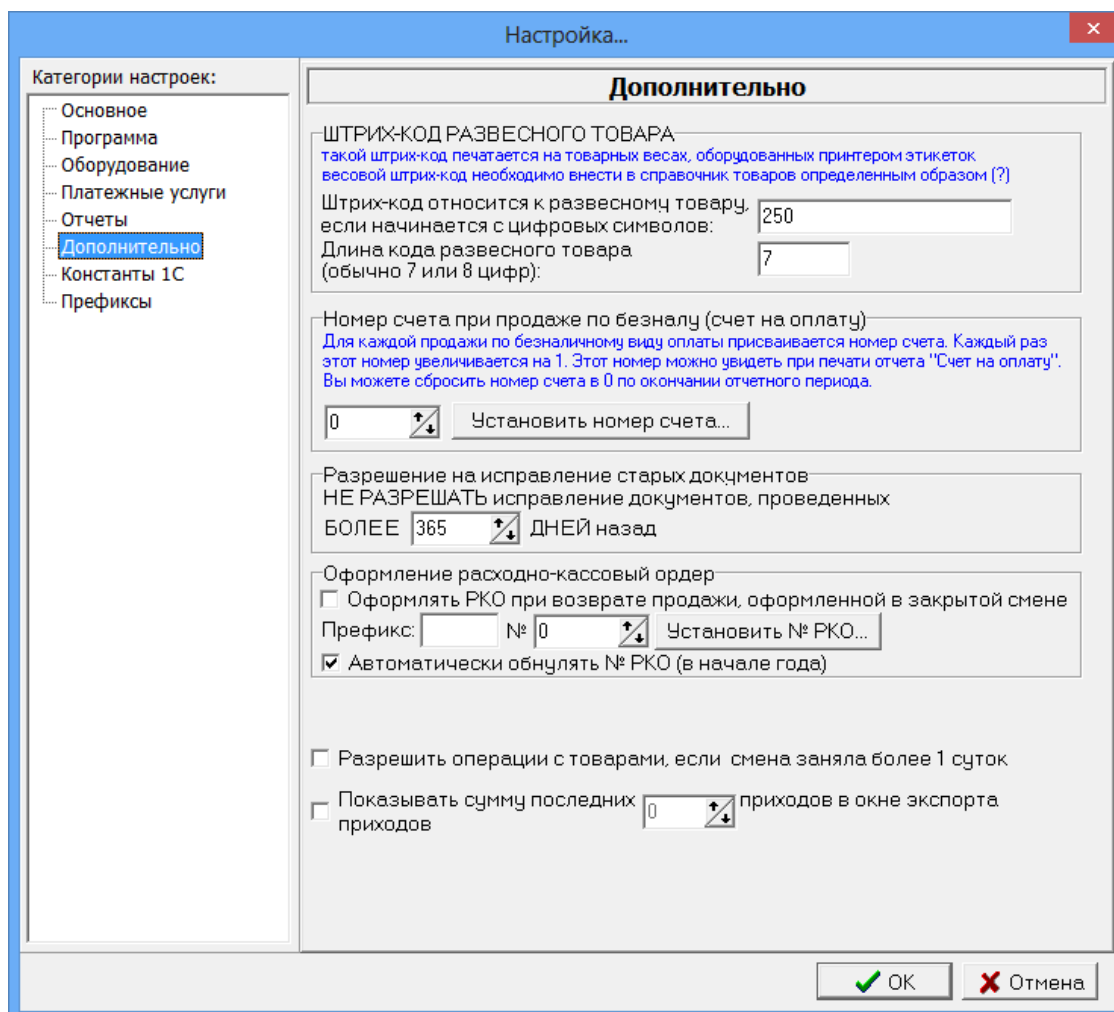 Настройка...
Категории настроек:
Основное
Программа
Оборудование
Платежные услуги
Отчеты
Дополнительно
Константы 1С
Префиксы
Дополнительно
ШТРИХ-КОД РАЗВЕСНОГО ТОВАРА
такой штрих-код печатается на товарных весах, оборудованных принтером этикеток
весовой штрих-код необходимо внести в справочник товаров определенным образом (?)
Штрих-код относится к развесному товару,
если начинается с цифровых символов:
250
Длина кода развесного товара
(обычно 7 или 8 цифр):
7
Номер счета при продаже по безналу (счет на оплату)
Для каждой продажи по безналичному виду оплаты присваивается номер счета. Каждый раз
этот номер увеличивается на 1. Этот номер можно увидеть при печати отчета "Счет на оплату".
Вы можете сбросить номер счета в 0 по окончании отчетного периода.
0 Установить номер счета...
Разрешение на исправление старых документов
НЕ РАЗРЕШАТЬ исправление документов, проведенных
БОЛЕЕ 365 ДНЕЙ назад
Оформление расходно-кассовый ордер
Оформлять РКО при возврате продажи, оформленной в закрытой смене
Префикс: № 0 Установить № РКО...
Автоматически обнулять № РКО (в начале года)
Разрешить операции с товарами, если смена заняла более 1 суток
Показывать сумму последних 0 приходов в окне экспорта
приходов
OK Отмена